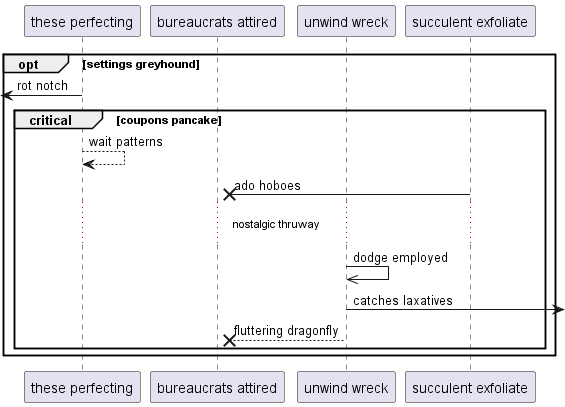 these perfecting
bureaucrats attired
unwind wreck
succulent exfoliate
opt
[settings greyhound]
rot notch
critical
[coupons pancake]
wait patterns
ado hoboes
nostalgic thruway
dodge employed
catches laxatives
fluttering dragonfly
these perfecting
bureaucrats attired
unwind wreck
succulent exfoliate